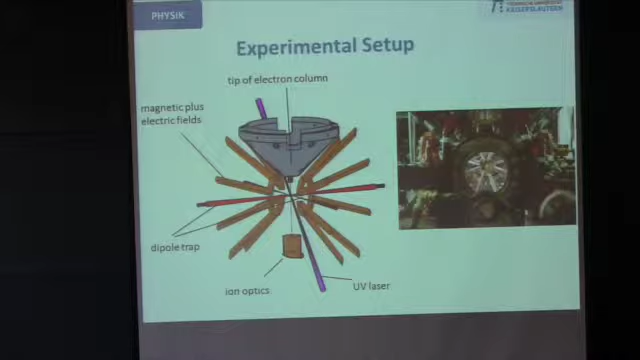 PHYSIK
TECHNISCHE UNIVERSITÄT
KAISERSLAUTERN
Experimental Setup
tip of electron column
magnetic plus
electric fields
dipole trap
ion optics
UV laser